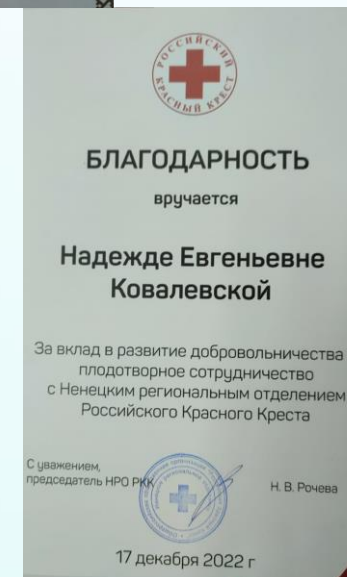 РОССИЙСКИЙ
КРАСНЫЙ КРЕСТ
БЛАГОДАРНОСТЬ
вручается
Надежде Евгеньевне
Ковалевской
За вклад в развитие добровольничества
плодотворное сотрудничество
с Ненецким региональным отделением
Российского Красного Креста
С уважением,
председатель НРО РКК
Н. В. Рочева
17 декабря 2022 г